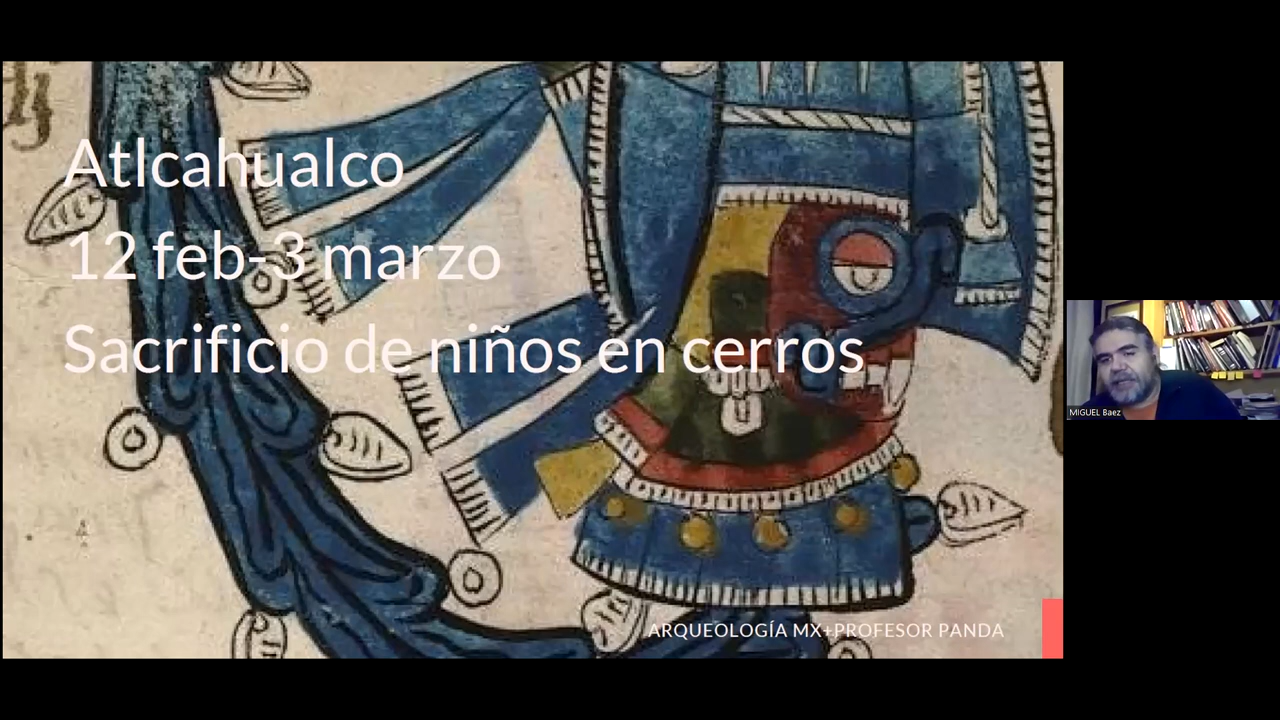 Atlcahualco
12 feb-3 marzo
Sacrificio de niños en cerros
ARQUEOLOGÍA MX+PROFESOR PANDA
MIGUEL Baez